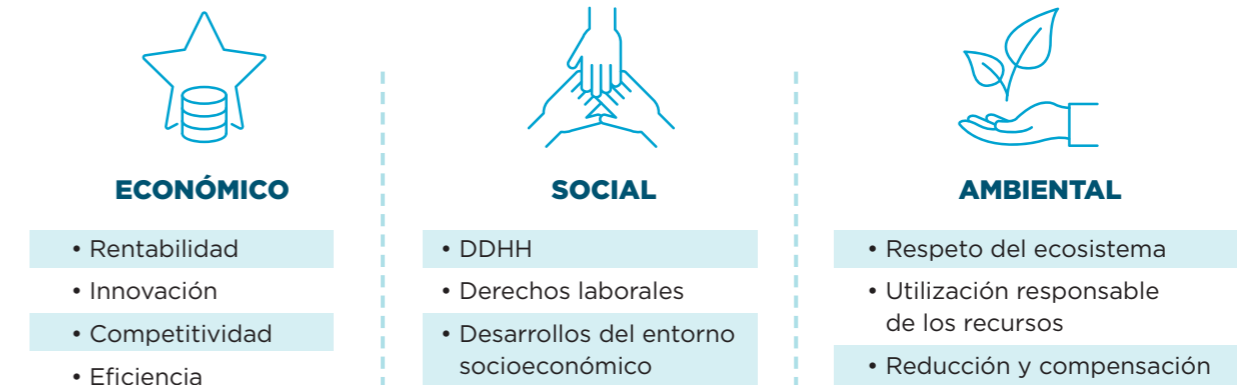 ECONÓMICO
• Rentabilidad
• Innovación
• Competitividad
• Eficiencia
SOCIAL
• DDHH
• Derechos laborales
• Desarrollos del entorno
socioeconómico
AMBIENTAL
• Respeto del ecosistema
• Utilización responsable
de los recursos
• Reducción y compensación